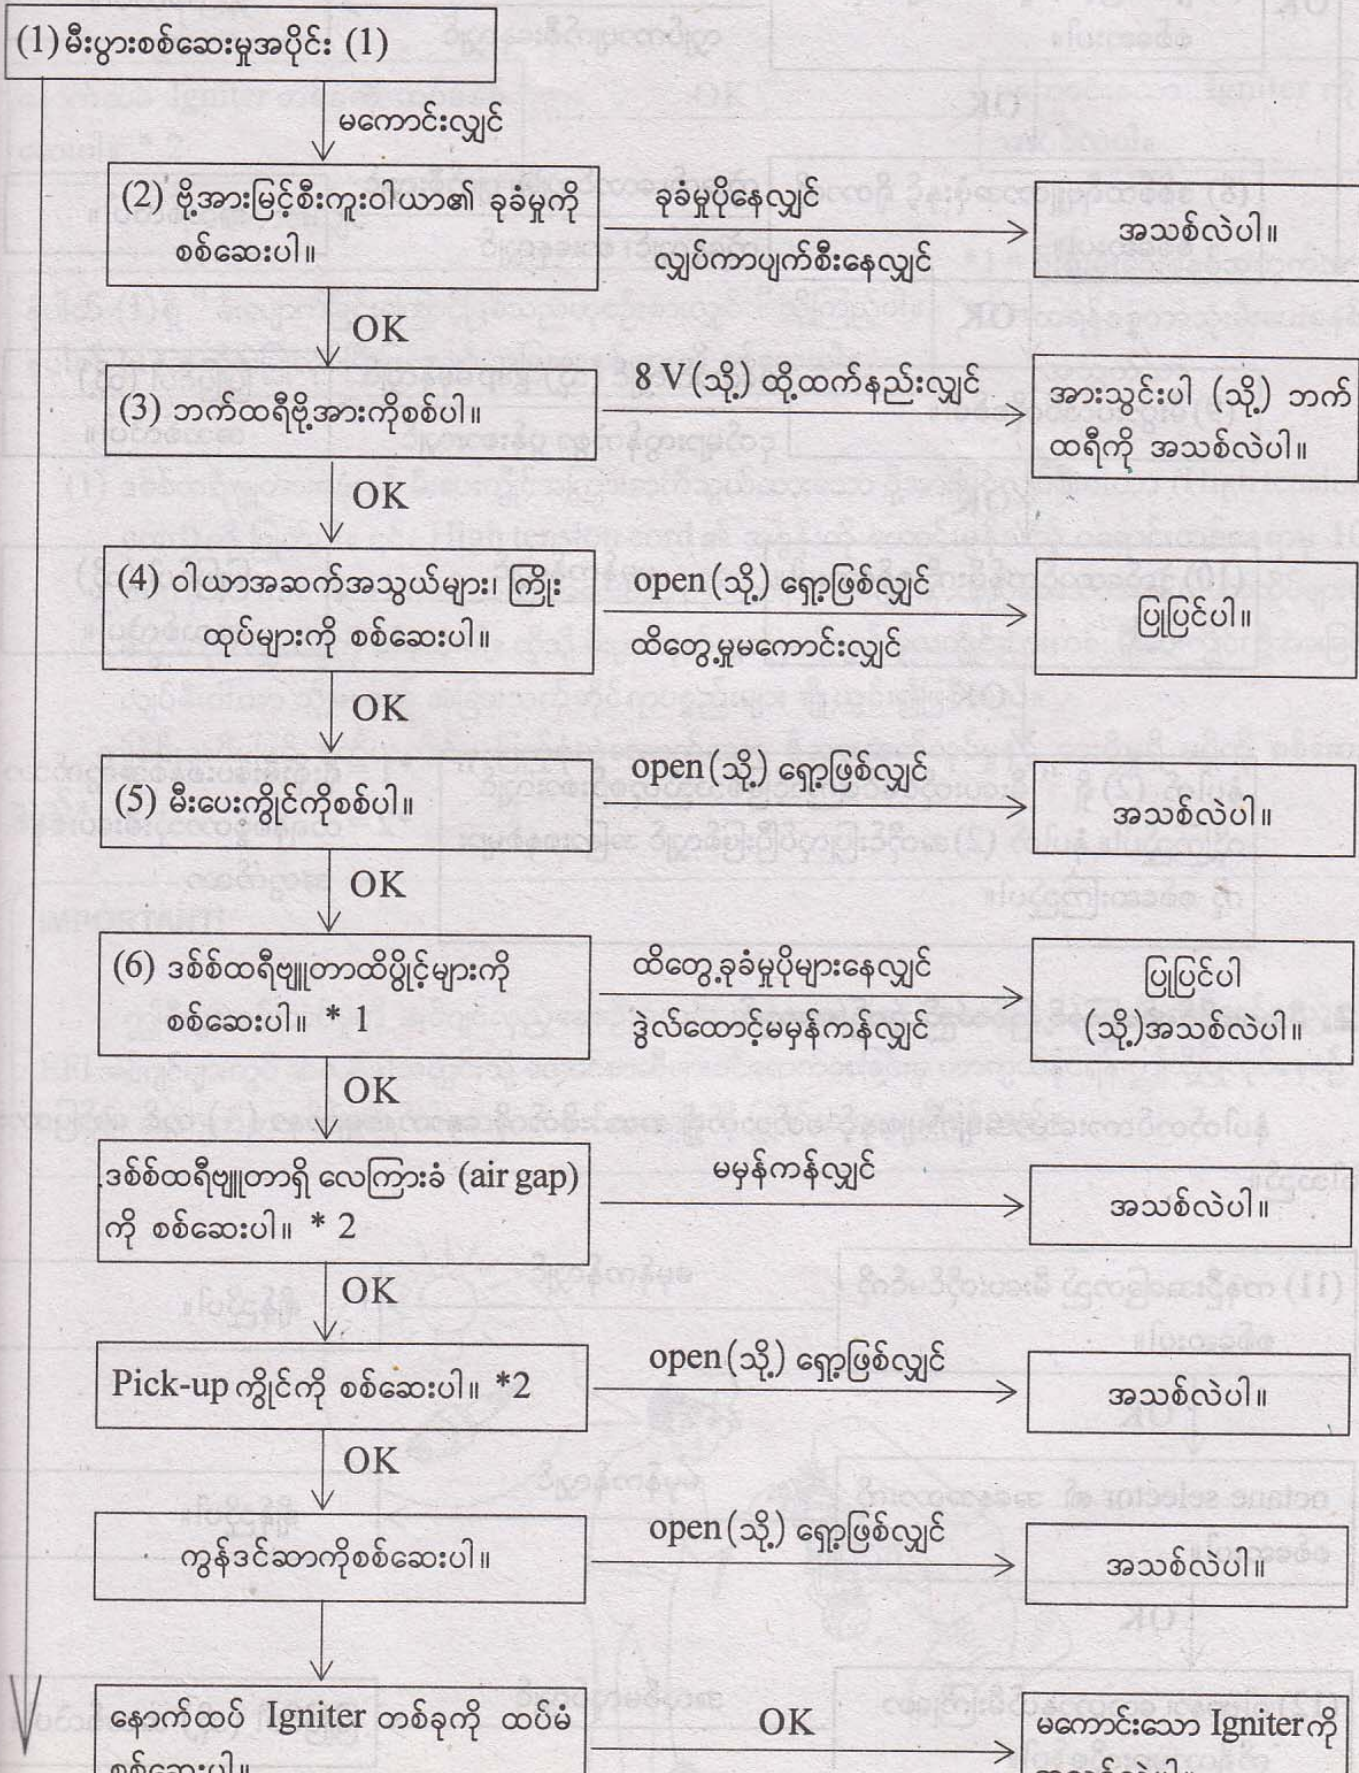 (1) မီးပွားစစ်ဆေးမှုအပိုင်း (1)
မကောင်းလျှင်
(2) ဗို့အားမြင့်စီးကူးဝါယာ၏ ခုခံမှုကို
စစ်ဆေးပါ။
ခုခံမှုပိုနေလျှင်
လျှပ်ကာပျက်စီးနေလျှင်
အသစ်လဲပါ။
OK
(3) ဘက်ထရီဗို့အားကိုစစ်ပါ။
8 V (သို့) ထို့ထက်နည်းလျှင်
အားသွင်းပါ (သို့) ဘက်
ထရီကို အသစ်လဲပါ။
OK
(4) ဝါယာအဆက်အသွယ်များ၊ ကြိုး
ထုပ်များကို စစ်ဆေးပါ။
open (သို့) ရှော့ဖြစ်လျှင်
ထိတွေ့မှုမကောင်းလျှင်
ပြုပြင်ပါ။
OK
(5) မီးပေးကွိုင်ကိုစစ်ပါ။
open (သို့) ရှော့ဖြစ်လျှင်
အသစ်လဲပါ။
OK
(6) ဒစ်စ်ထရီဗျူတာထိပွိုင့်များကို
စစ်ဆေးပါ။ * 1
ထိတွေ့ခုခံမှုပိုများနေလျှင်
ဒွဲလ်ထောင့်မမှန်ကန်လျှင်
ပြုပြင်ပါ
(သို့)အသစ်လဲပါ။
OK
ဒစ်စ်ထရီဗျူတာရှိ လေကြားခံ (air gap)
ကို စစ်ဆေးပါ။ * 2
မမှန်ကန်လျှင်
အသစ်လဲပါ။
OK
Pick-up ကွိုင်ကို စစ်ဆေးပါ။ *2
open (သို့) ရှော့ဖြစ်လျှင်
အသစ်လဲပါ။
OK
ကွန်ဒင်ဆာကိုစစ်ဆေးပါ။
open (သို့) ရှော့ဖြစ်လျှင်
အသစ်လဲပါ။
နောက်ထပ် Igniter တစ်ခုကို ထပ်မံ
စစ်ဆေးပါ။
OK
မကောင်းသော Igniter ကို
အသစ်လဲပါ။